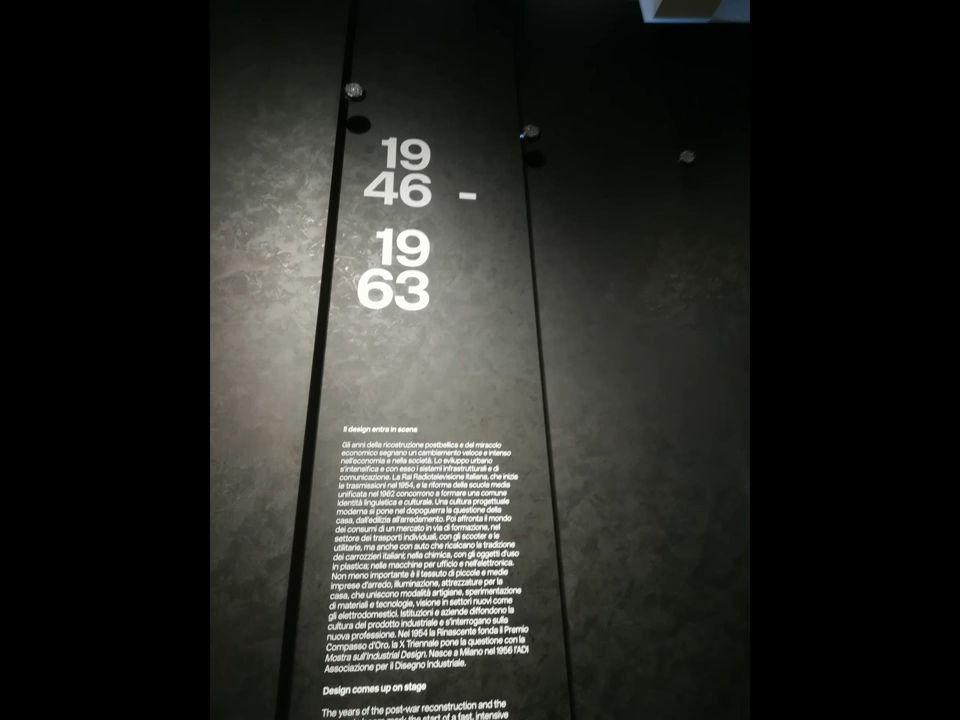 19
46 -
19
63
Il design entra in scena
Gli anni della ricostruzione postbellica e del miracolo
economico segnano un cambiamento veloce e intenso
nell'economia e nella società. Lo sviluppo urbano
s'intensifica e con esso i sistemi infrastrutturali e di
comunicazione. La Rai Radiotelevisione Italiana, che inizia
le trasmissioni nel 1954, e la riforma della scuola media
unificata nel 1962 concorrono a formare una comune
identità linguistica e culturale. Una cultura progettuale
moderna si pone nel dopoguerra la questione della
casa, dall'edilizia all'arredamento. Poi affronta il mondo
dei consumi di un mercato in via di formazione, nel
settore dei trasporti individuali, con gli scooter e le
utilitarie, ma anche con auto che ricalcano la tradizione
dei carrozzieri italiani; nella chimica, con gli oggetti d'uso
in plastica; nelle macchine per ufficio e nell'elettronica.
Non meno importante è il tessuto di piccole e medie
imprese d'arredo, illuminazione, attrezzature per la
casa, che uniscono modalità artigiane, sperimentazione
di materiali e tecnologie, visione in settori nuovi come
gli elettrodomestici. Istituzioni e aziende diffondono la
cultura del prodotto industriale e s'interrogano sulla
nuova professione. Nel 1954 la Rinascente fonda il Premio
Compasso d'Oro, la X Triennale pone la questione con la
Mostra sull'Industrial Design. Nasce a Milano nel 1956 l'ADI
Associazione per il Disegno Industriale.
Design comes up on stage
The years of the post-war reconstruction and the
mark the start of a fast, intensive